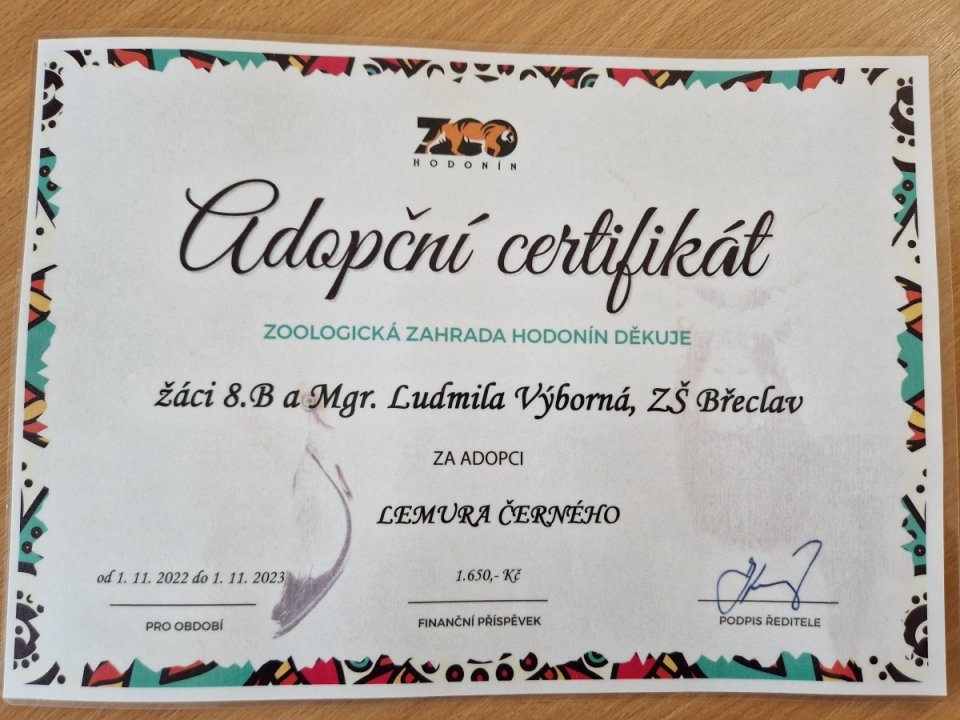 ZOO
HODONÍN
Adopční certifikát
ZOOLOGICKÁ ZAHRADA HODONÍN DĚKUJE
žáci 8.B a Mgr. Ludmila Výborná, ZŠ Břeclav
ZA ADOPCI
LEMURA ČERNÉHO
od 1. 11. 2022 do 1. 11. 2023
PRO OBDOBÍ
1.650,- Kč
FINANČNÍ PŘÍSPĚVEK
PODPIS ŘEDITELE